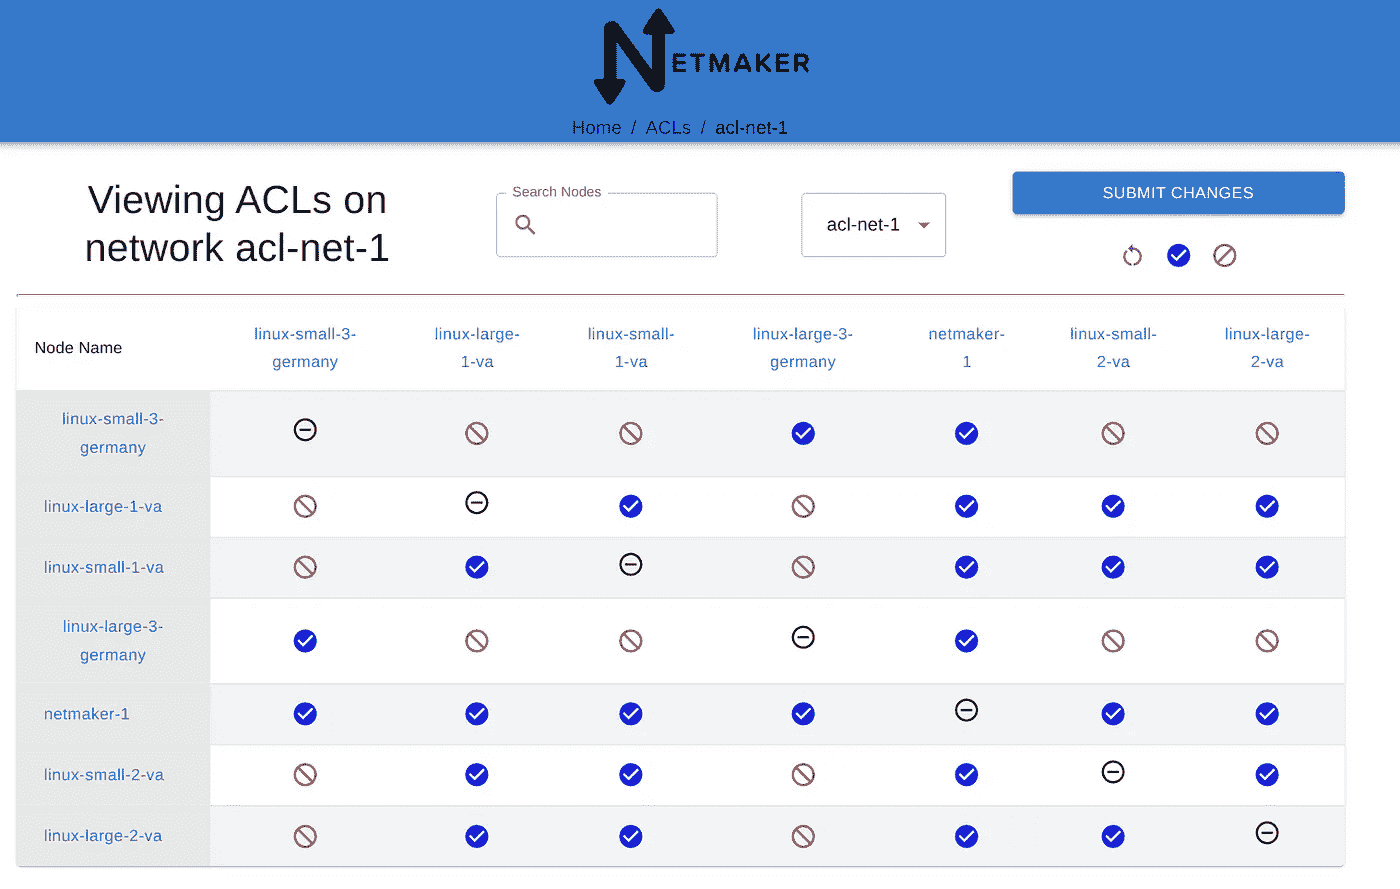 NETMAKER
Home / ACLs / acl-net-1
Viewing ACLs on
network acl-net-1
Search Nodes
acl-net-1
SUBMIT CHANGES
Node Name
linux-small-3-
germany
linux-large-
1-va
linux-small-
1-va
linux-large-3-
germany
netmaker-
1
linux-small-
2-va
linux-large-
2-va
linux-small-3-
germany
linux-large-1-va
linux-small-1-va
linux-large-3-
germany
netmaker-1
linux-small-2-va
linux-large-2-va